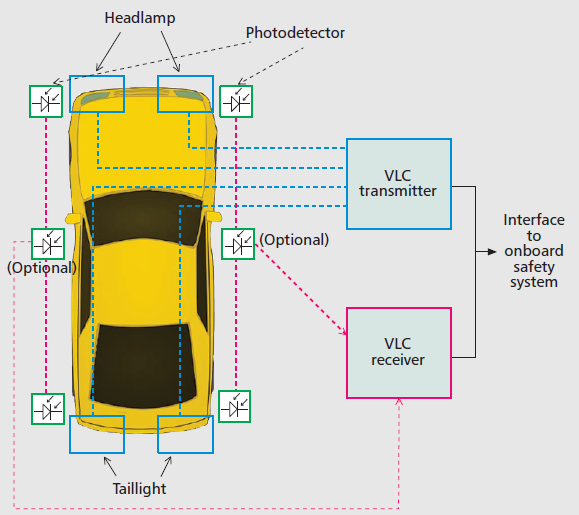 Headlamp
Photodetector
VLC
transmitter
Interface
to
onboard
safety
system
(Optional)
(Optional)
VLC
receiver
Taillight